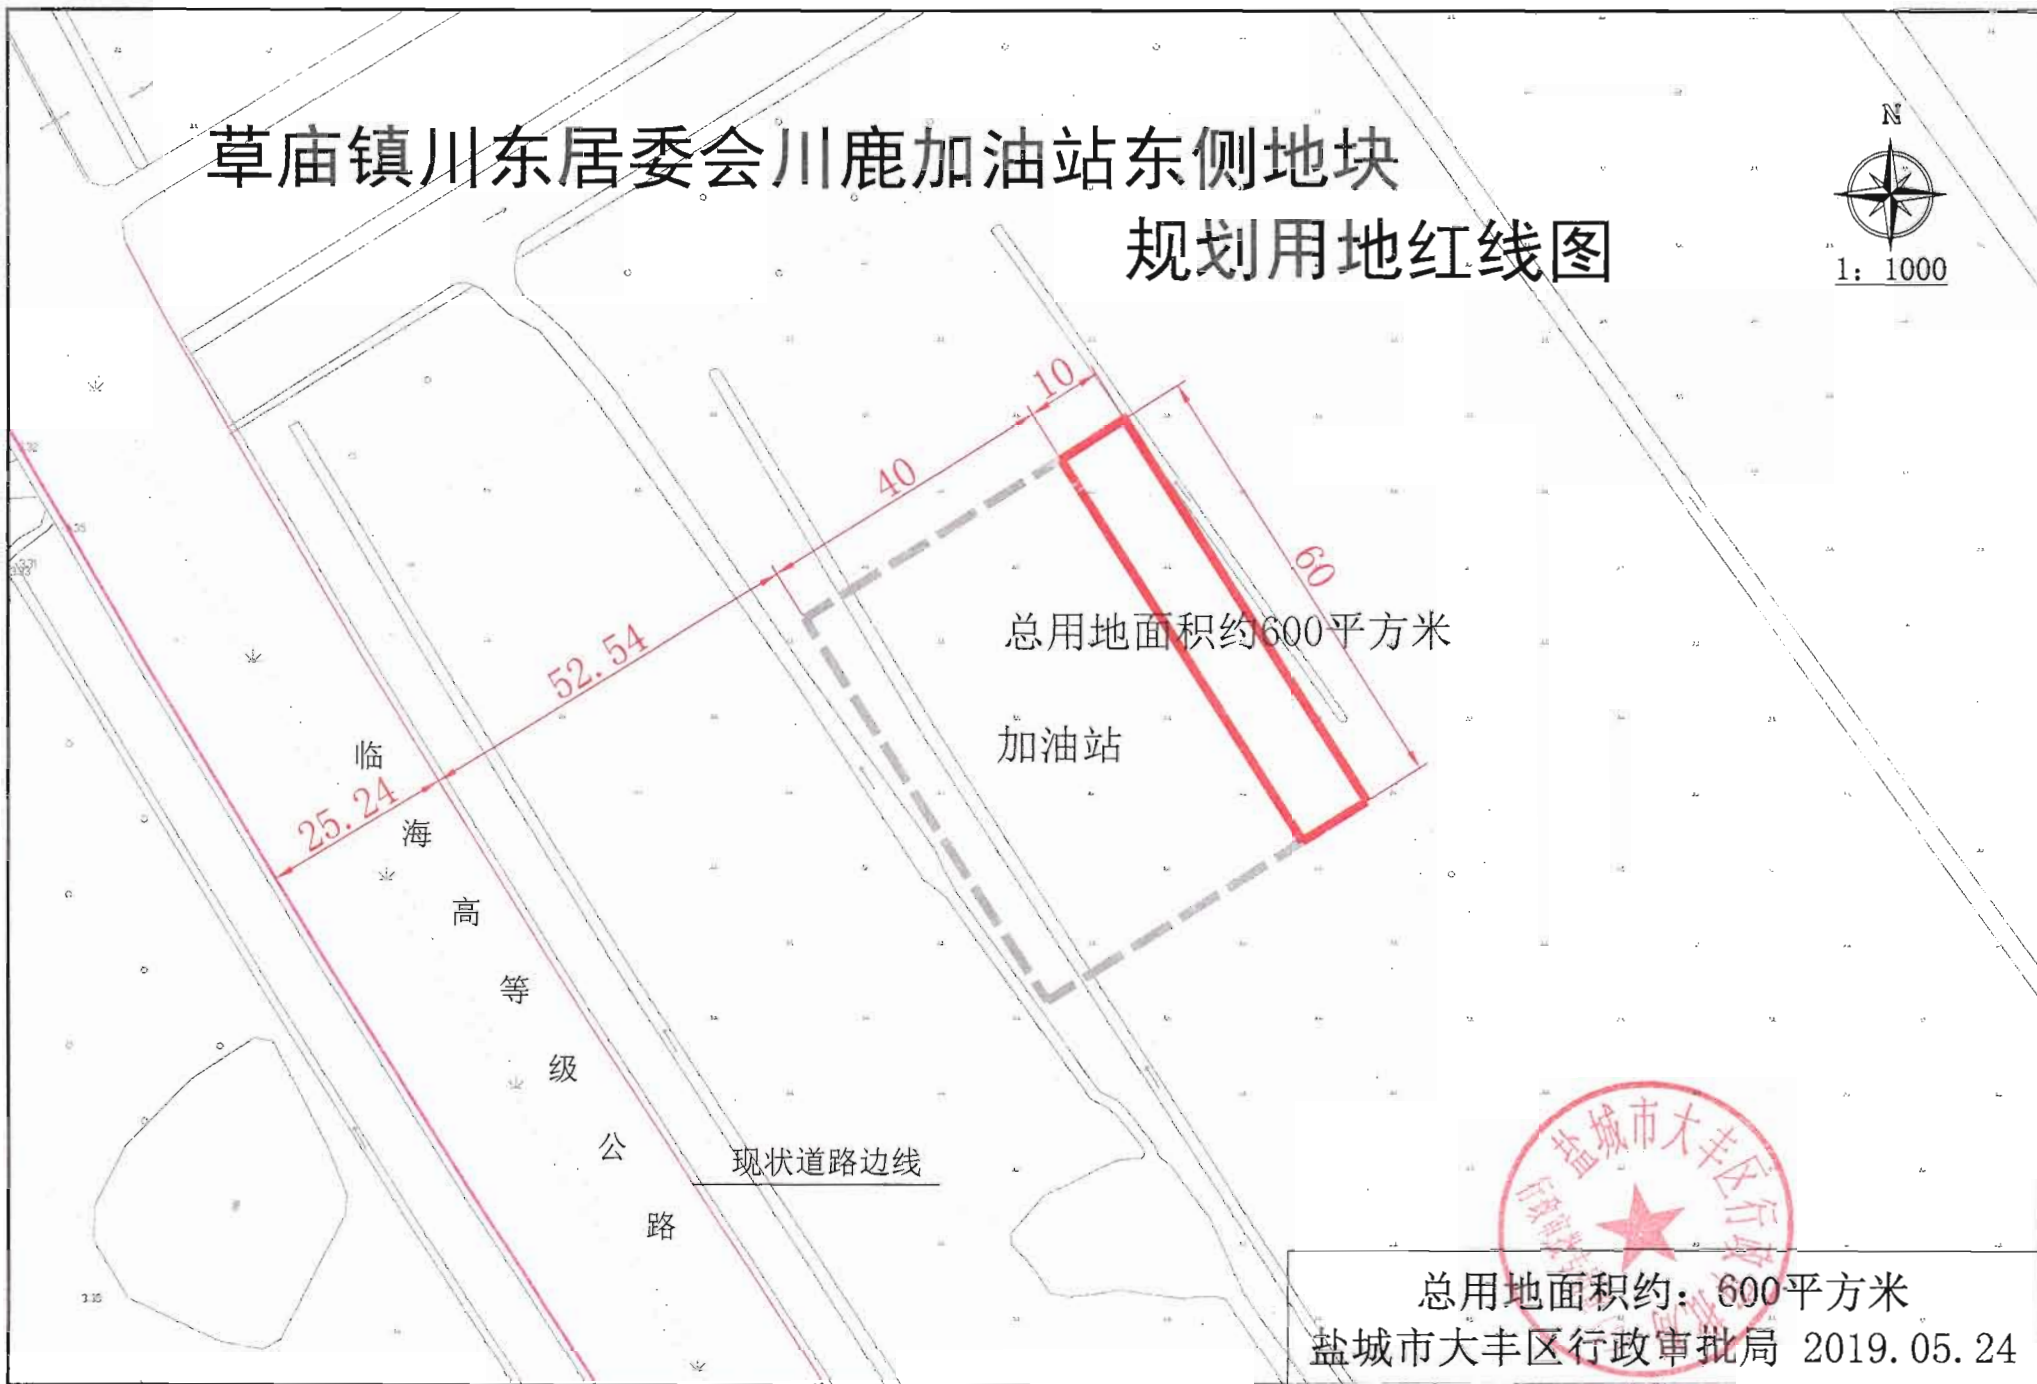 草庙镇川东居委会川鹿加油站东侧地块
规划用地红线图
N
1: 1000
10
40
60
52.54
25.24
总用地面积约600平方米
加油站
临海高等级公路
现状道路边线
3.35
盐城市大丰区行政审批局
总用地面积约: 600平方米
盐城市大丰区行政审批局 2019.05.24